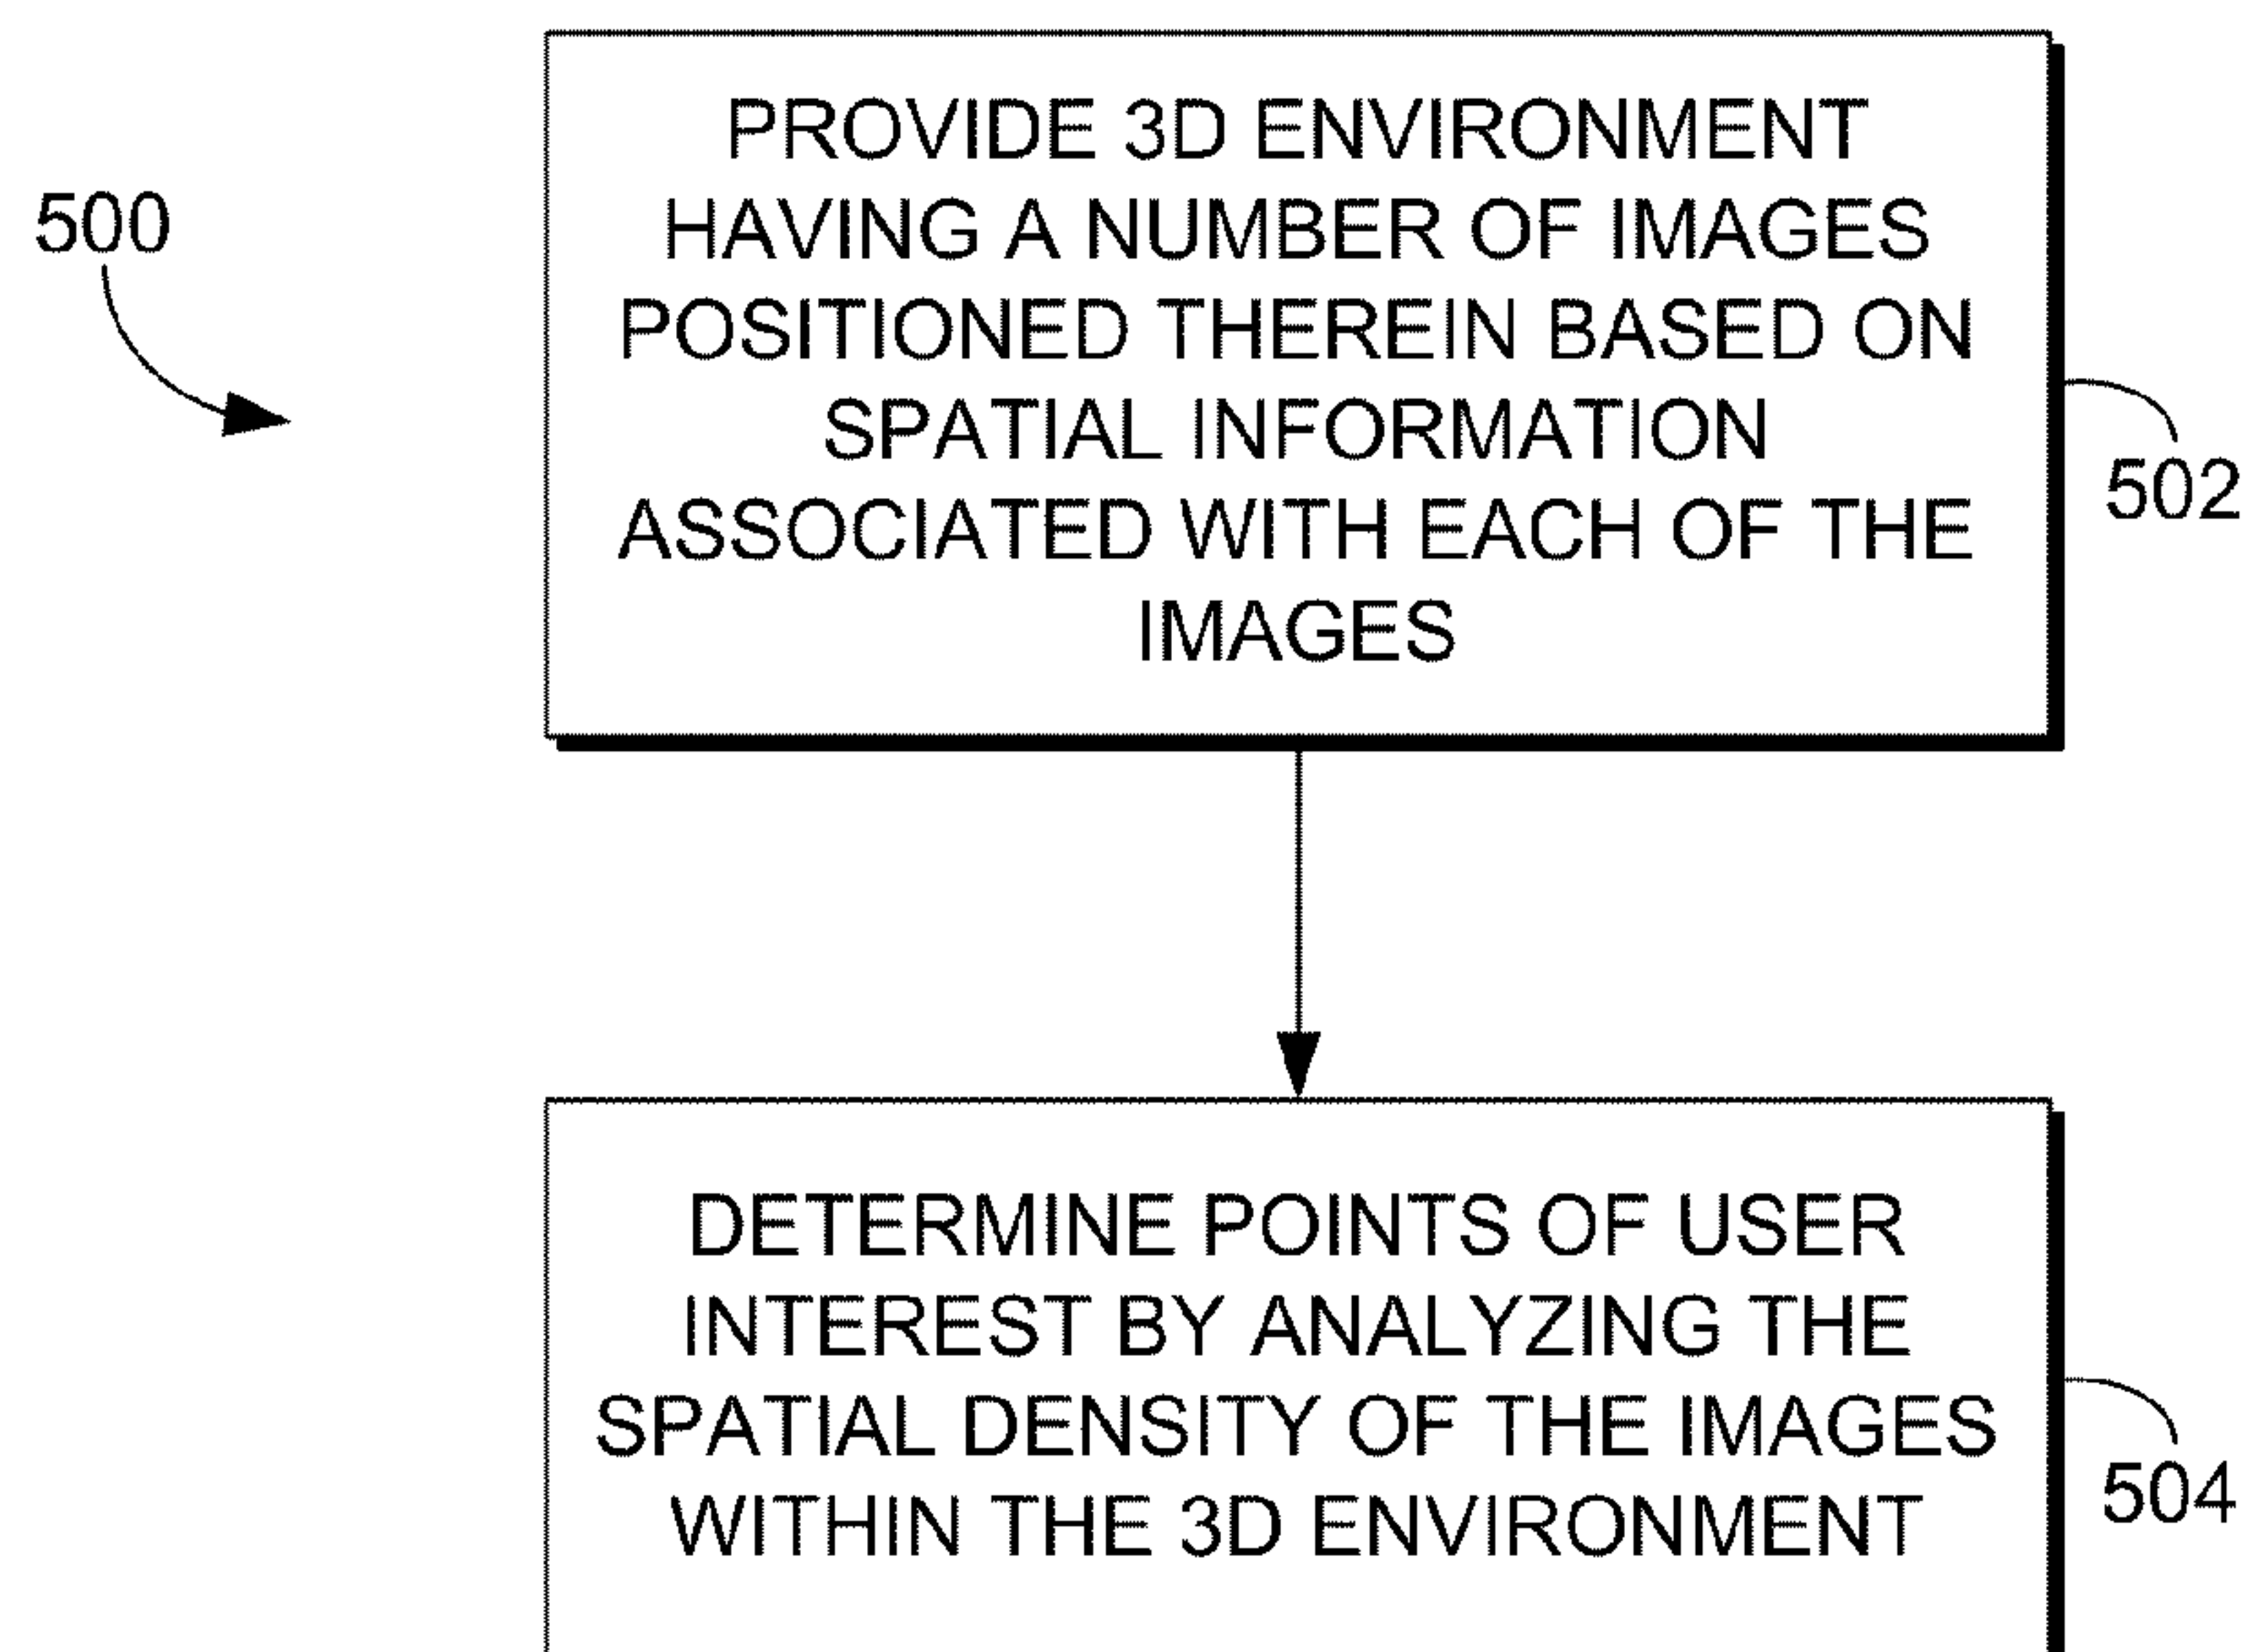 500
PROVIDE 3D ENVIRONMENT
HAVING A NUMBER OF IMAGES
POSITIONED THEREIN BASED ON
SPATIAL INFORMATION
ASSOCIATED WITH EACH OF THE
IMAGES
502
DETERMINE POINTS OF USER
INTEREST BY ANALYZING THE
SPATIAL DENSITY OF THE IMAGES
WITHIN THE 3D ENVIRONMENT
504